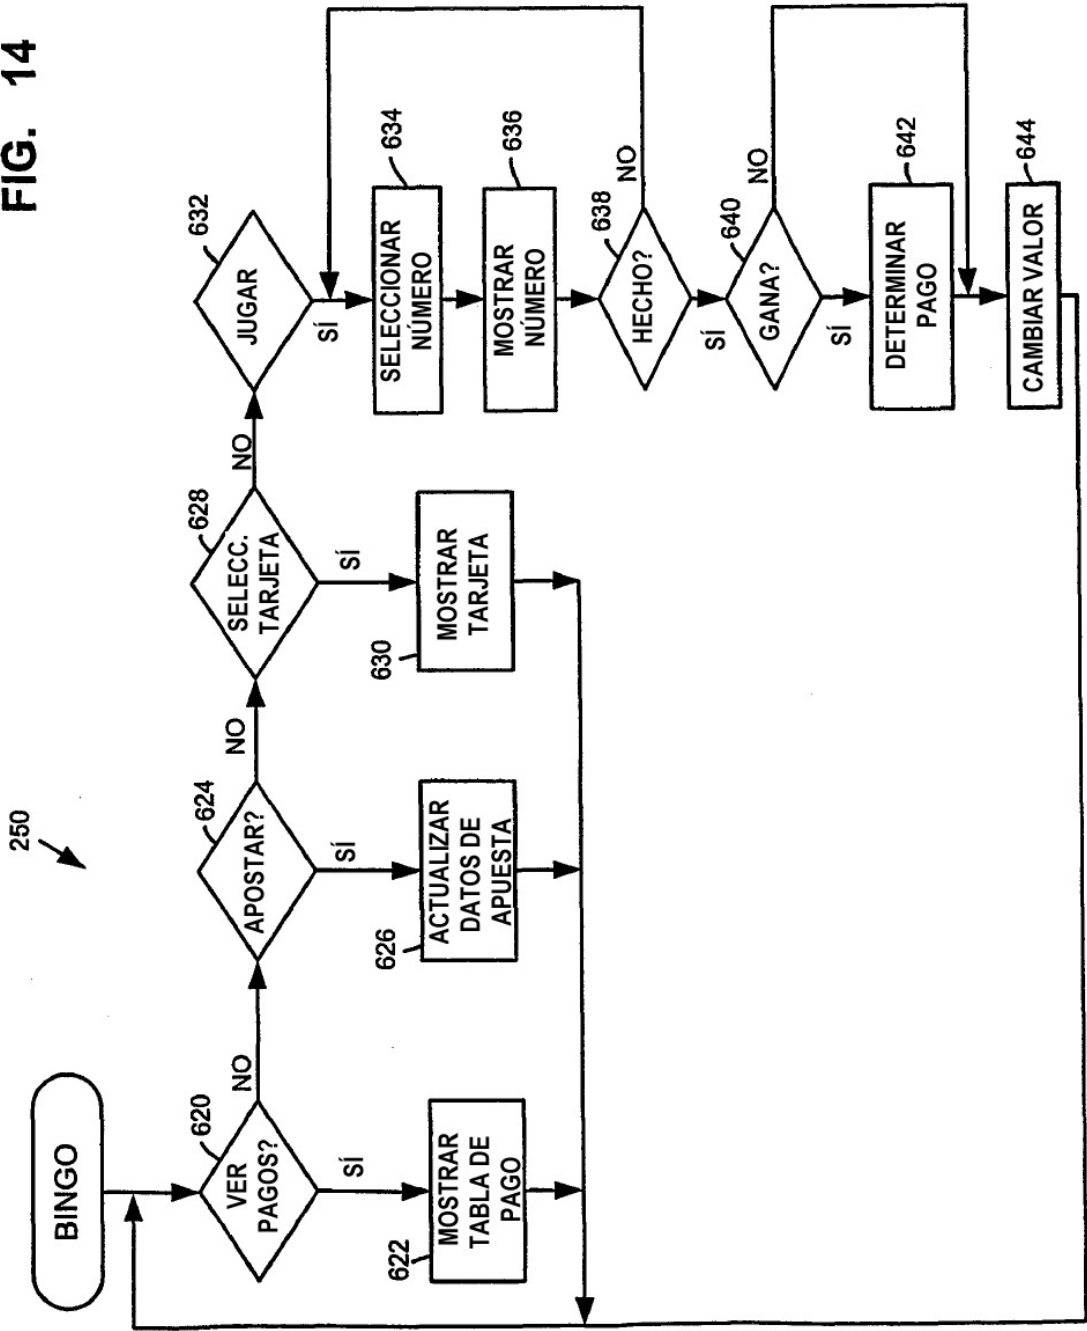 FIG. 14
250
BINGO
620
VER
PAGOS?
NO
SÍ
622
MOSTRAR
TABLA DE
PAGO
624
APOSTAR?
NO
SÍ
626
ACTUALIZAR
DATOS DE
APUESTA
628
SELECC.
TARJETA
NO
SÍ
630
MOSTRAR
TARJETA
632
JUGAR
SÍ
634
SELECCIONAR
NÚMERO
636
MOSTRAR
NÚMERO
638
HECHO?
NO
SÍ
640
GANA?
NO
SÍ
642
DETERMINAR
PAGO
644
CAMBIAR VALOR